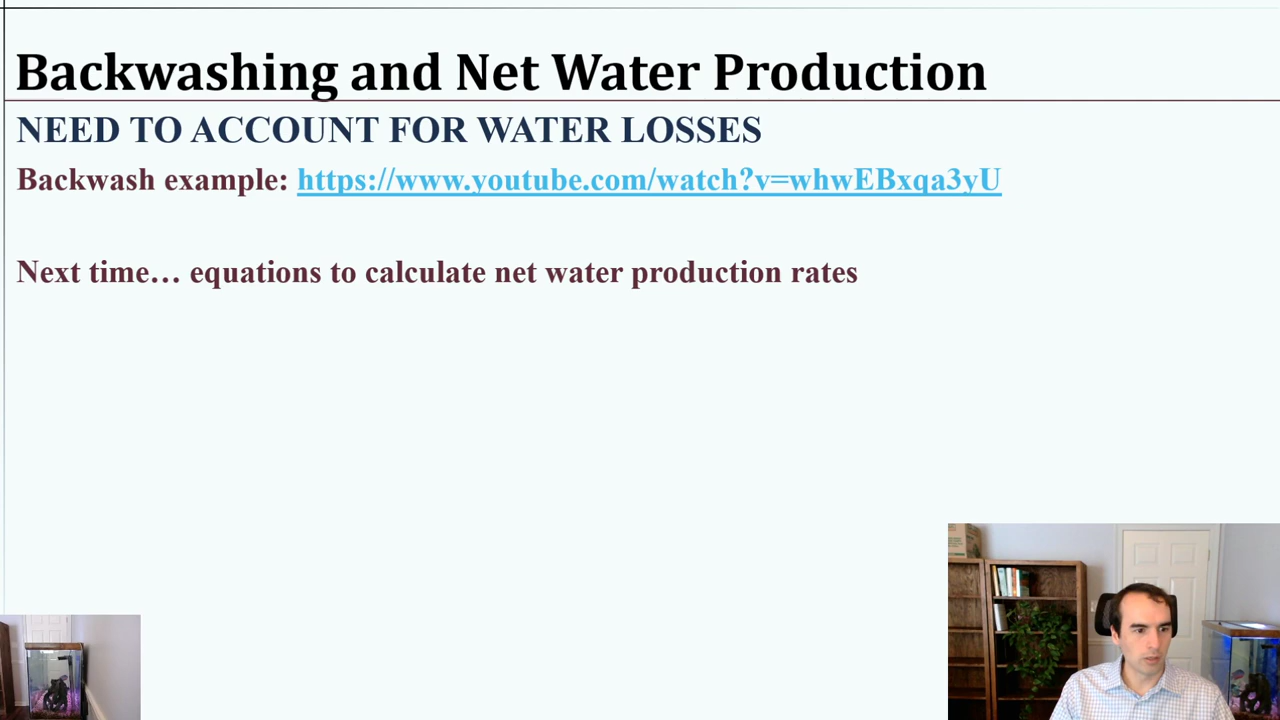 Backwashing and Net Water Production
NEED TO ACCOUNT FOR WATER LOSSES
Backwash example: https://www.youtube.com/watch?v=whwEBxqa3yU
Next time… equations to calculate net water production rates